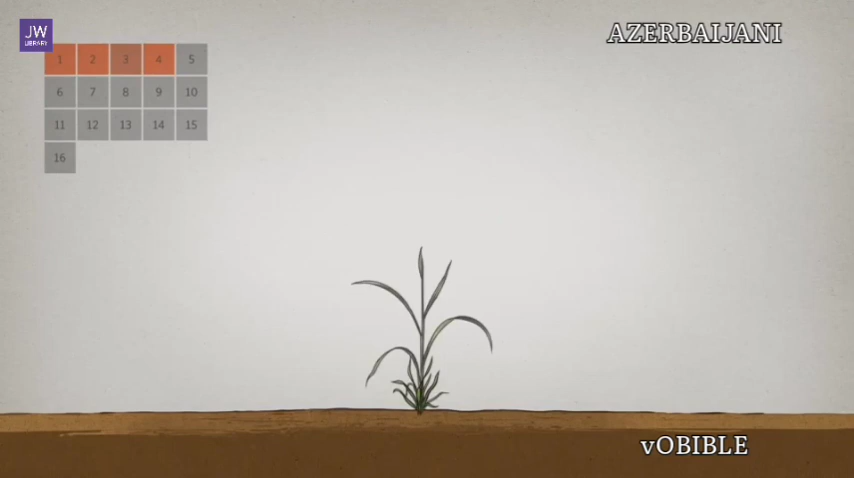 JW
LIBRARY
AZERBAIJANI
1 2 3 4 5
6 7 8 9 10
11 12 13 14 15
16
vOBIBLE